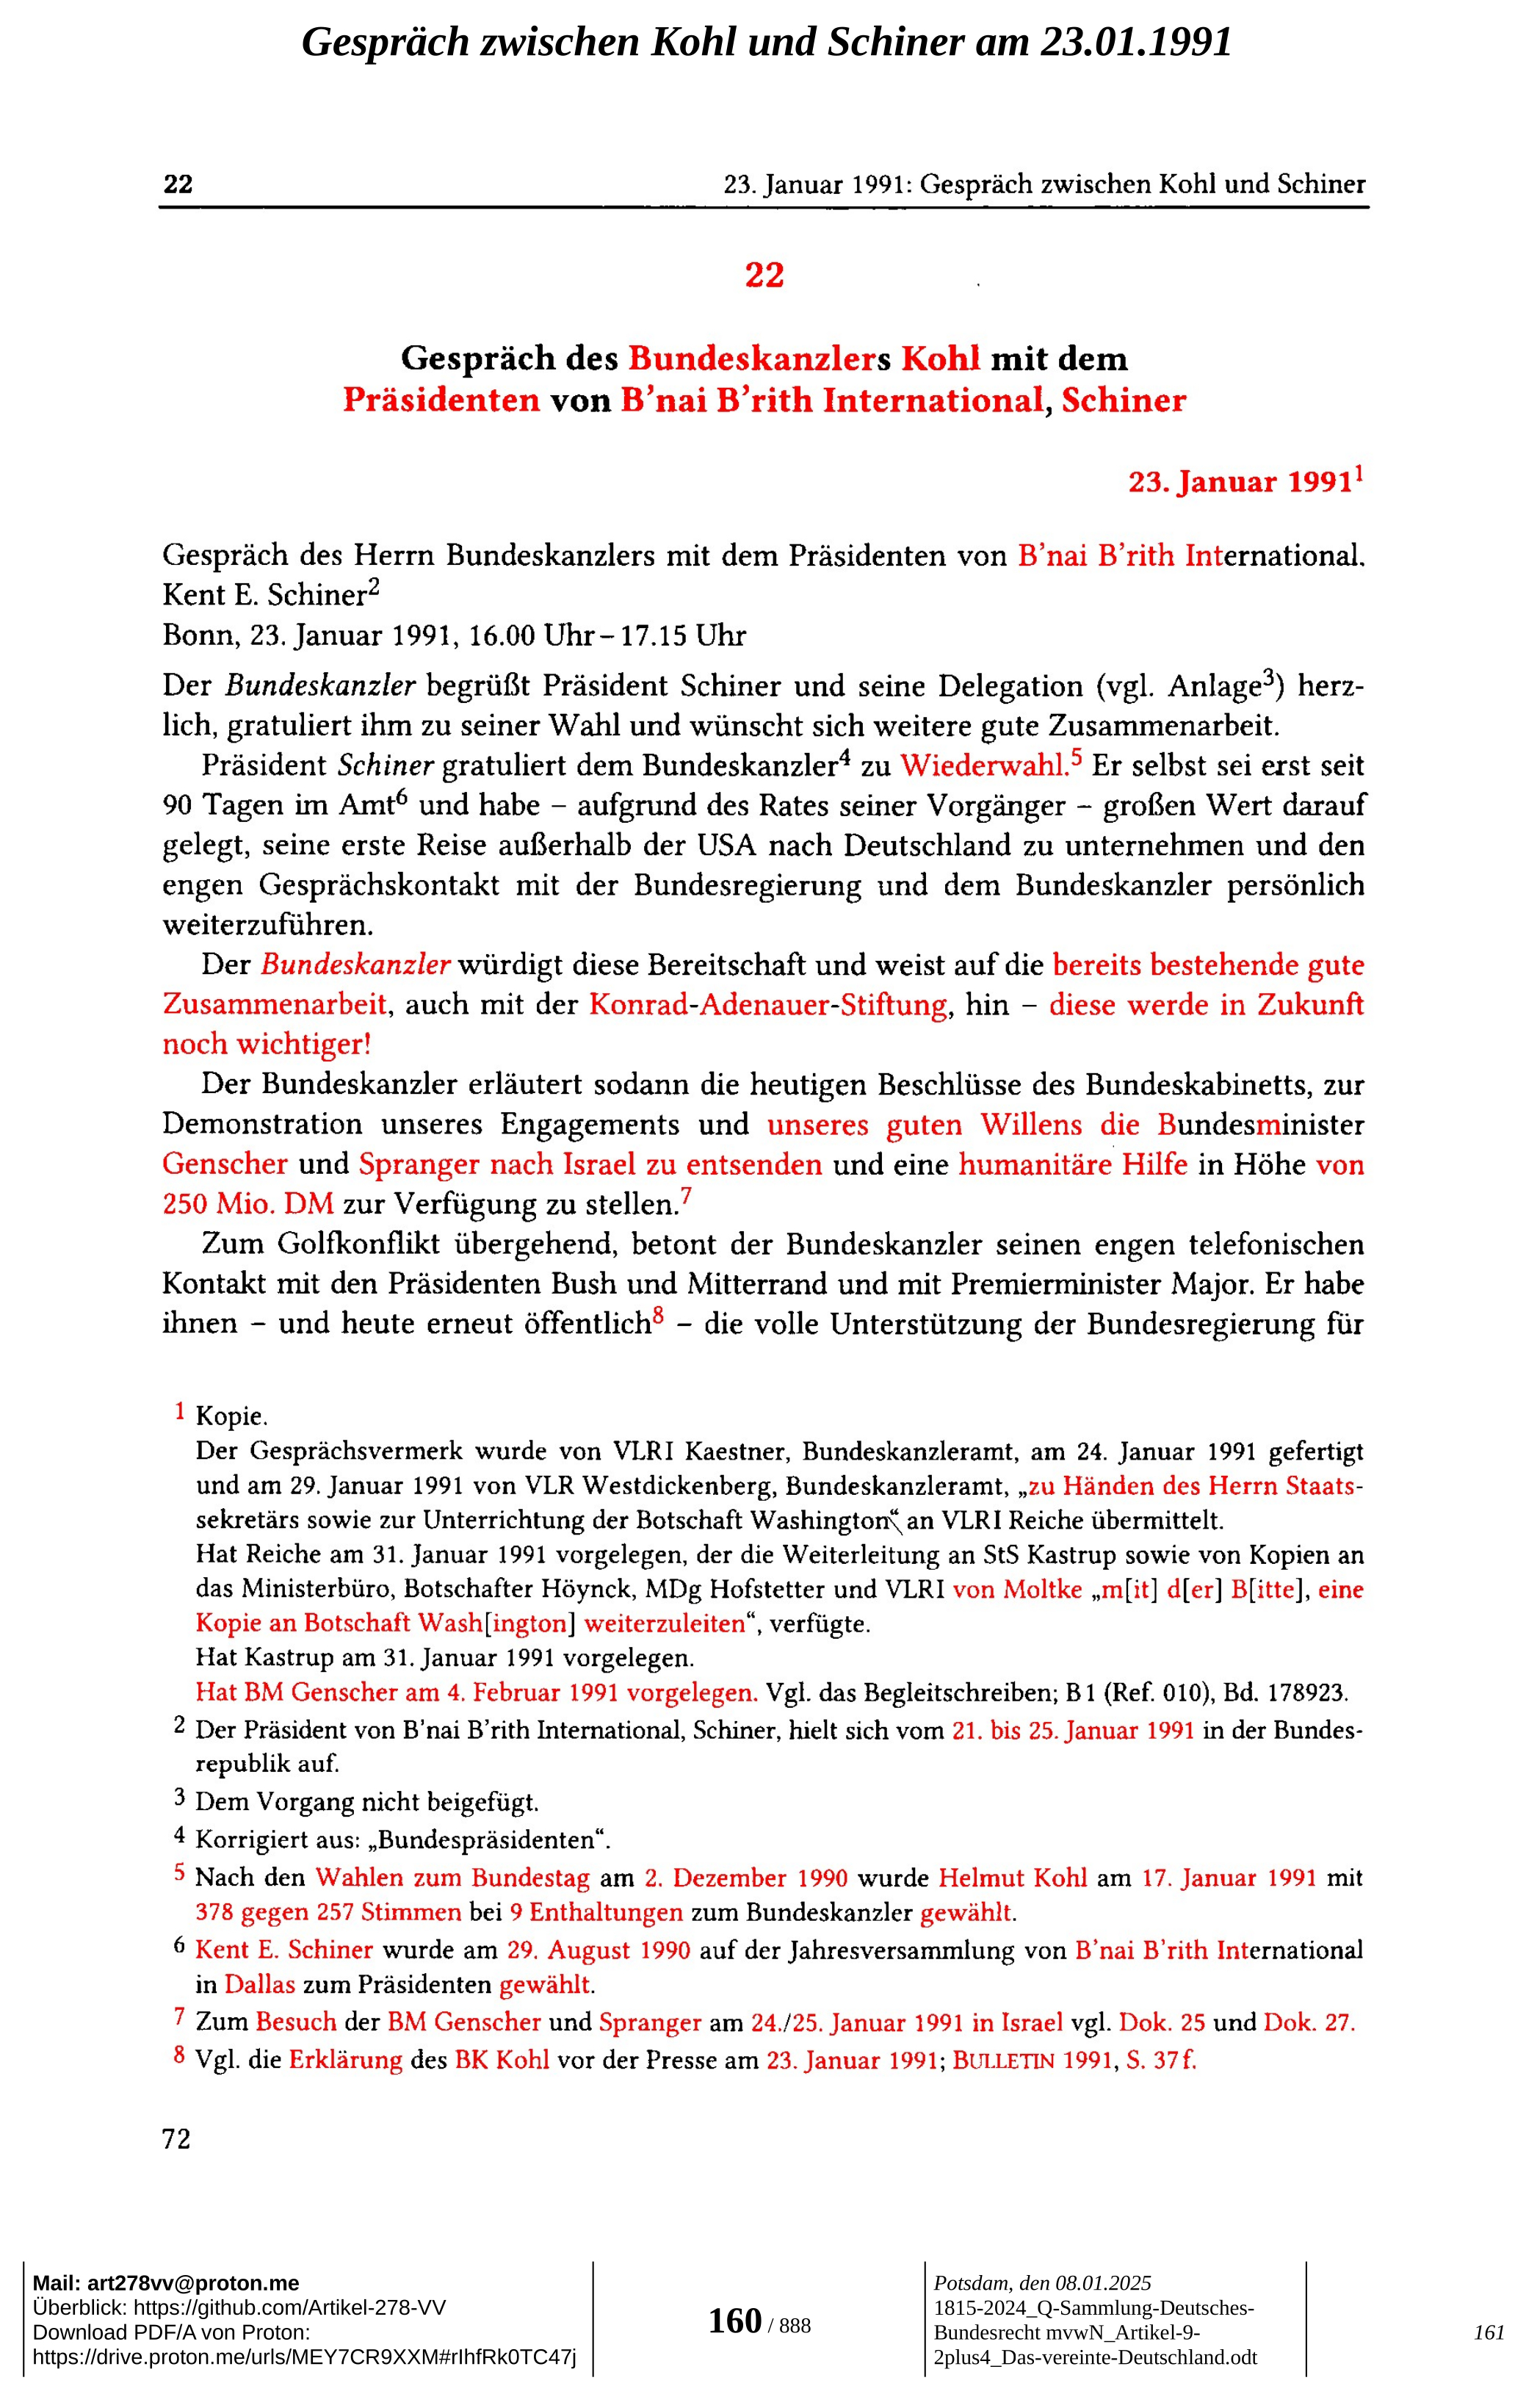 Gespräch zwischen Kohl und Schiner am 23.01.1991
22 23. Januar 1991: Gespräch zwischen Kohl und Schiner
22
Gespräch des Bundeskanzlers Kohl mit dem
Präsidenten von B’nai B’rith International, Schiner
23. Januar 1991¹
Gespräch des Herrn Bundeskanzlers mit dem Präsidenten von B’nai B’rith International.
Kent E. Schiner²
Bonn, 23. Januar 1991, 16.00 Uhr – 17.15 Uhr
Der Bundeskanzler begrüßt Präsident Schiner und seine Delegation (vgl. Anlage³) herz-
lich, gratuliert ihm zu seiner Wahl und wünscht sich weitere gute Zusammenarbeit.
Präsident Schiner gratuliert dem Bundeskanzler⁴ zu Wiederwahl.⁵ Er selbst sei erst seit
90 Tagen im Amt⁶ und habe – aufgrund des Rates seiner Vorgänger – großen Wert darauf
gelegt, seine erste Reise außerhalb der USA nach Deutschland zu unternehmen und den
engen Gesprächskontakt mit der Bundesregierung und dem Bundeskanzler persönlich
weiterzuführen.
Der Bundeskanzler würdigt diese Bereitschaft und weist auf die bereits bestehende gute
Zusammenarbeit, auch mit der Konrad-Adenauer-Stiftung, hin – diese werde in Zukunft
noch wichtiger!
Der Bundeskanzler erläutert sodann die heutigen Beschlüsse des Bundeskabinetts, zur
Demonstration unseres Engagements und unseres guten Willens die Bundesminister
Genscher und Spranger nach Israel zu entsenden und eine humanitäre Hilfe in Höhe von
250 Mio. DM zur Verfügung zu stellen.⁷
Zum Golfkonflikt übergehend, betont der Bundeskanzler seinen engen telefonischen
Kontakt mit den Präsidenten Bush und Mitterrand und mit Premierminister Major. Er habe
ihnen – und heute erneut öffentlich⁸ – die volle Unterstützung der Bundesregierung für
1 Kopie.
Der Gesprächsvermerk wurde von VLR I Kaestner, Bundeskanzleramt, am 24. Januar 1991 gefertigt
und am 29. Januar 1991 von VLR Westdickenberg, Bundeskanzleramt, „zu Händen des Herrn Staats-
sekretärs sowie zur Unterrichtung der Botschaft Washington“ an VLR I Reiche übermittelt.
Hat Reiche am 31. Januar 1991 vorgelegen, der die Weiterleitung an StS Kastrup sowie von Kopien an
das Ministerbüro, Botschafter Höynck, MDg Hofstetter und VLR I von Moltke „m[it] d[er] B[itte], eine
Kopie an Botschaft Wash[ington] weiterzuleiten“, verfügte.
Hat Kastrup am 31. Januar 1991 vorgelegen.
Hat BM Genscher am 4. Februar 1991 vorgelegen. Vgl. das Begleitschreiben; B 1 (Ref. 010), Bd. 178923.
2 Der Präsident von B’nai B’rith International, Schiner, hielt sich vom 21. bis 25. Januar 1991 in der Bundes-
republik auf.
3 Dem Vorgang nicht beigefügt.
4 Korrigiert aus: „Bundespräsidenten“.
5 Nach den Wahlen zum Bundestag am 2. Dezember 1990 wurde Helmut Kohl am 17. Januar 1991 mit
378 gegen 257 Stimmen bei 9 Enthaltungen zum Bundeskanzler gewählt.
6 Kent E. Schiner wurde am 29. August 1990 auf der Jahresversammlung von B’nai B’rith International
in Dallas zum Präsidenten gewählt.
7 Zum Besuch der BM Genscher und Spranger am 24./25. Januar 1991 in Israel vgl. Dok. 25 und Dok. 27.
8 Vgl. die Erklärung des BK Kohl vor der Presse am 23. Januar 1991; BULLETIN 1991, S. 37 f.
72
Mail: art278vv@proton.me
Überblick: https://github.com/Artikel-278-VV
Download PDF/A von Proton:
https://drive.proton.me/urls/MEY7CR9XXM#rIhfRk0TC47j
160 / 888
Potsdam, den 08.01.2025
1815-2024_Q-Sammlung-Deutsches-
Bundesrecht mvwN_Artikel-9-
2plus4_Das-vereinte-Deutschland.odt
161